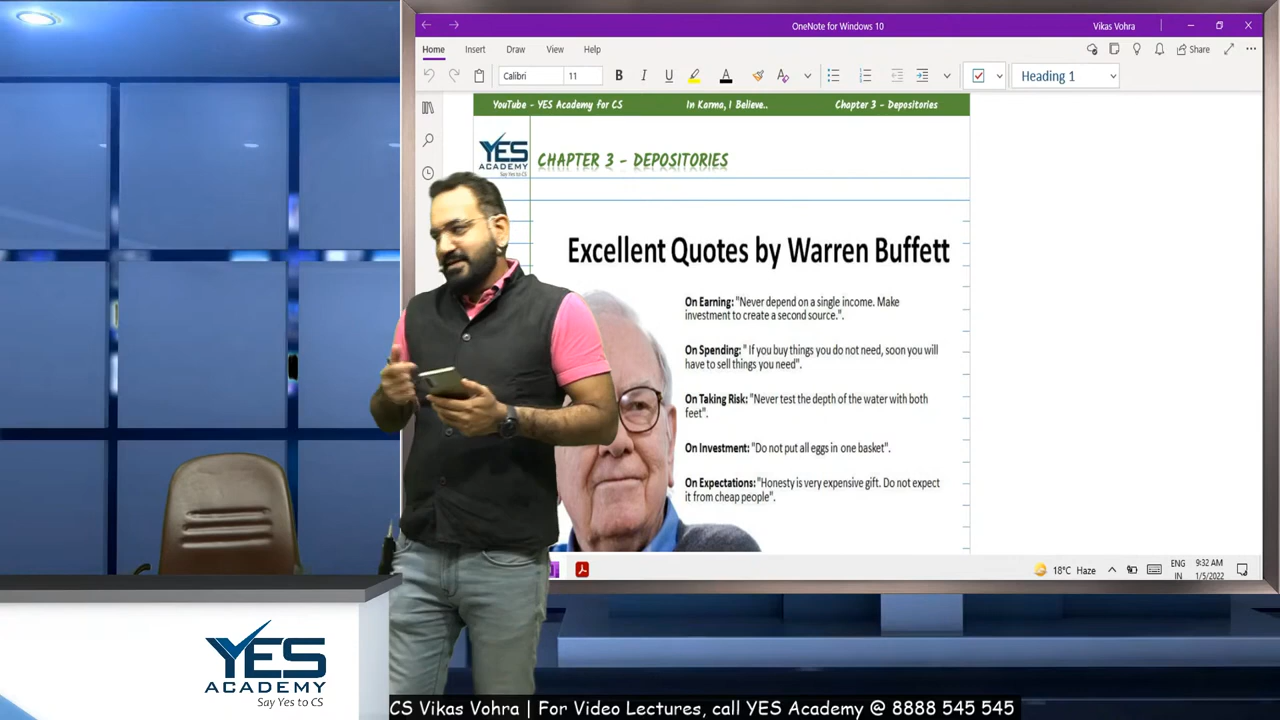 OneNote for Windows 10
Vikas Vohra
Home Insert Draw View Help
Share
Calibri 11 B I U A Heading 1
YouTube - YES Academy for CS In Karma, I Believe.. Chapter 3 - Depositories
YES
ACADEMY
Say Yes to CS
CHAPTER 3 - DEPOSITORIES
Excellent Quotes by Warren Buffett
On Earning: "Never depend on a single income. Make
investment to create a second source.".
On Spending: " If you buy things you do not need, soon you will
have to sell things you need".
On Taking Risk: "Never test the depth of the water with both
feet".
On Investment: "Do not put all eggs in one basket".
On Expectations: "Honesty is very expensive gift. Do not expect
it from cheap people".
18°C Haze
ENG
IN
9:32 AM
1/5/2022
YES
ACADEMY
Say Yes to CS
CS Vikas Vohra | For Video Lectures, call YES Academy @ 8888 545 545